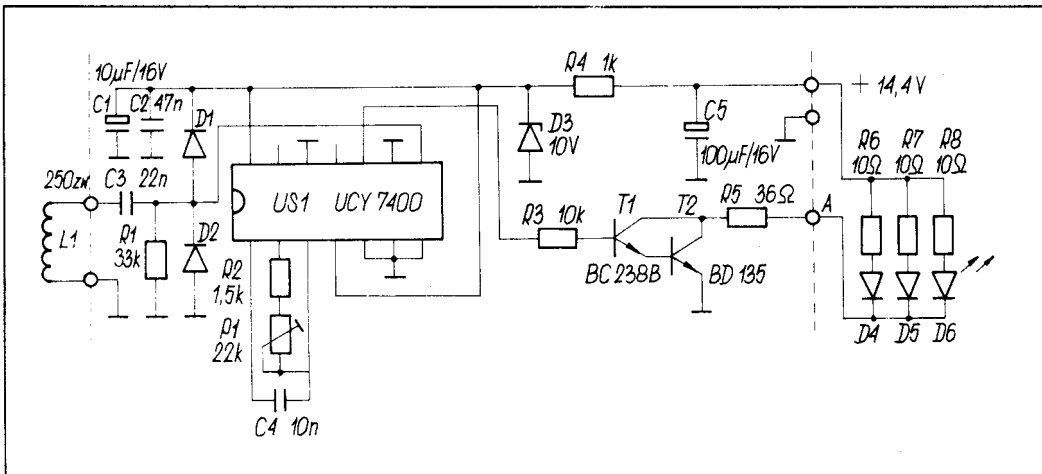 10µF/16V
C1
C2 47n
D1
250zw.
C3 22n
L1
R1
33k
D2
US1 UCY 7400
R2
1,5k
P1
22k
C4 10n
R4 1k
D3
10V
C5
100µF/16V
R3 10k
T1
BC 238B
T2
BD 135
R5 36Ω
A
+ 14,4V
R6
10Ω
R7
10Ω
R8
10Ω
D4
D5
D6